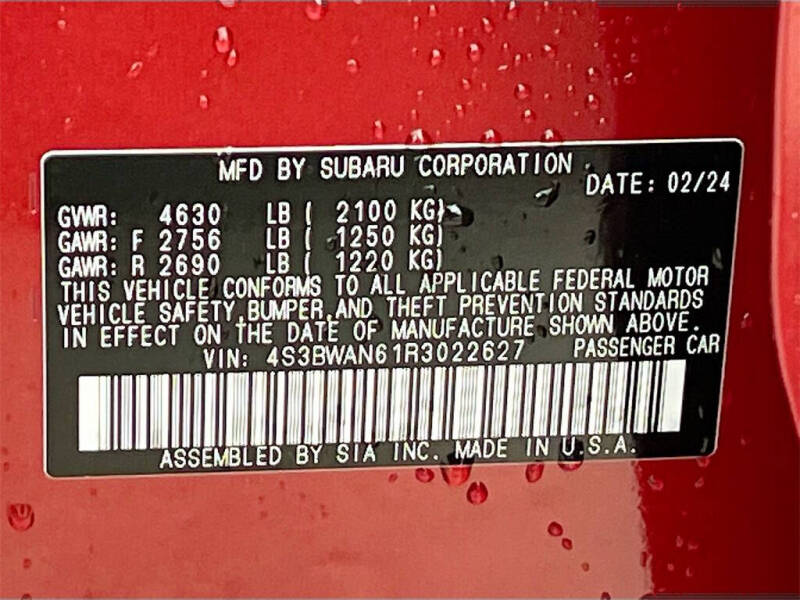 MFD BY SUBARU CORPORATION
DATE: 02/24
GVWR: 4630 LB ( 2100 KG)
GAWR: F 2756 LB ( 1250 KG)
GAWR: R 2690 LB ( 1220 KG)
THIS VEHICLE CONFORMS TO ALL APPLICABLE FEDERAL MOTOR
VEHICLE SAFETY,BUMPER,AND THEFT PREVENTION STANDARDS
IN EFFECT ON THE DATE OF MANUFACTURE SHOWN ABOVE.
VIN: 4S3BWAN61R3022627 PASSENGER CAR
ASSEMBLED BY SIA INC. MADE IN U.S.A.